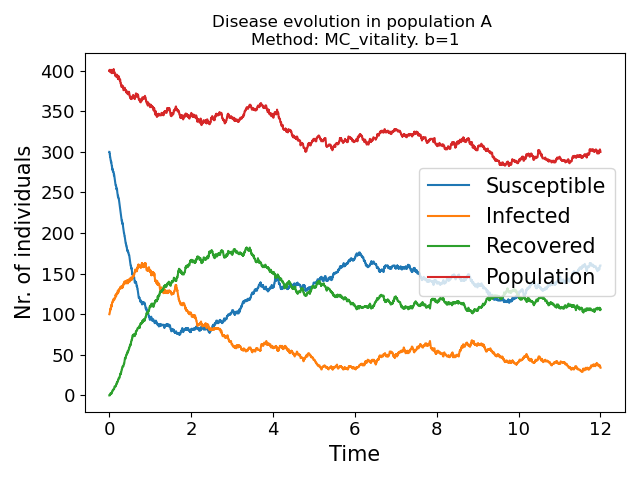 Disease evolution in population A
Method: MC_vitality. b=1
400
350
300
250
200
150
100
50
0
Nr. of individuals
Susceptible
Infected
Recovered
Population
0 2 4 6 8 10 12
Time